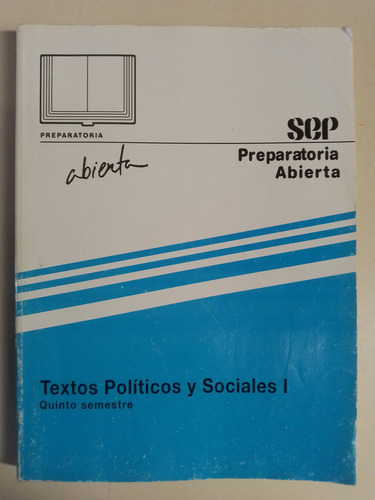 PREPARATORIA
abierta
sep
Preparatoria
Abierta
Textos Políticos y Sociales I
Quinto semestre